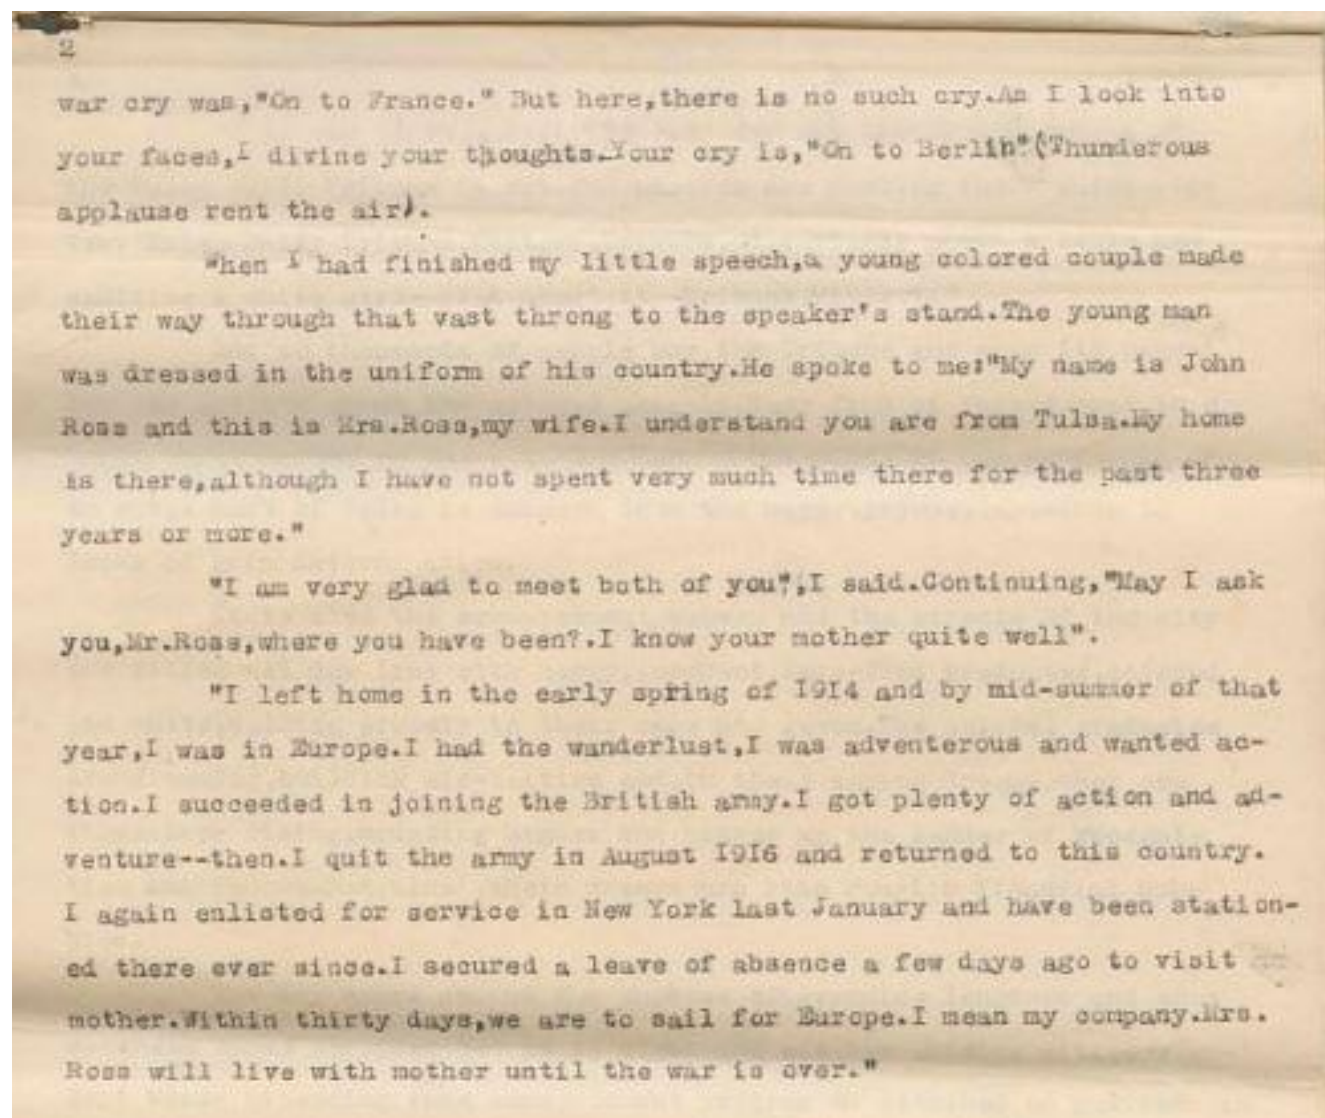 2
war cry was,"On to France." But here,there is no such cry.As I look into
your faces,I divine your thoughts.Your cry is,"On to Berlin"(Thunderous
applause rent the air).
When I had finished my little speech,a young colored couple made
their way through that vast throng to the speaker's stand.The young man
was dressed in the uniform of his country.He spoke to me:"My name is John
Ross and this is Mrs.Ross,my wife.I understand you are from Tulsa.My home
is there,although I have not spent very much time there for the past three
years or more."
"I am very glad to meet both of you",I said.Continuing,"May I ask
you,Mr.Ross,where you have been?.I know your mother quite well".
"I left home in the early spring of 1914 and by mid-summer of that
year,I was in Europe.I had the wanderlust,I was adventerous and wanted ac-
tion.I succeeded in joining the British army.I got plenty of action and ad-
venture--then.I quit the army in August 1916 and returned to this country.
I again enlisted for service in New York last January and have been station-
ed there ever since.I secured a leave of absence a few days ago to visit
mother.Within thirty days,we are to sail for Europe.I mean my company.Mrs.
Ross will live with mother until the war is over."